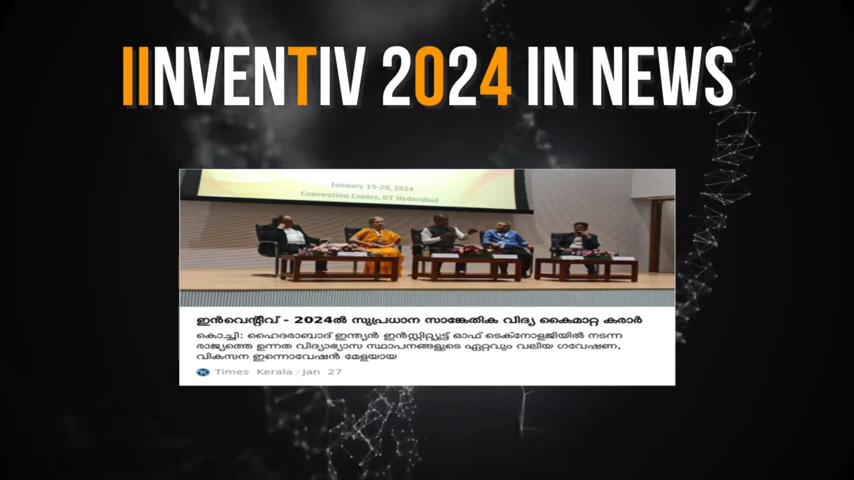 IINVENTIV 2024 IN NEWS
January 19-20, 2024
Convention Centre, IIT Hyderabad
ഇൻവെന്റീവ് - 2024ൽ സുപ്രധാന സാങ്കേതിക വിദ്യ കൈമാറ്റ കരാർ
കൊച്ചി: ഹൈദരാബാദ് ഇന്ത്യൻ ഇൻസ്റ്റിറ്റ്യൂട്ട് ഓഫ് ടെക്നോളജിയിൽ നടന്ന
രാജ്യത്തെ ഉന്നത വിദ്യാഭ്യാസ സ്ഥാപനങ്ങളുടെ ഏറ്റവും വലിയ ഗവേഷണ,
വികസന ഇന്നൊവേഷൻ മേളയായ
Times Kerala / Jan 27